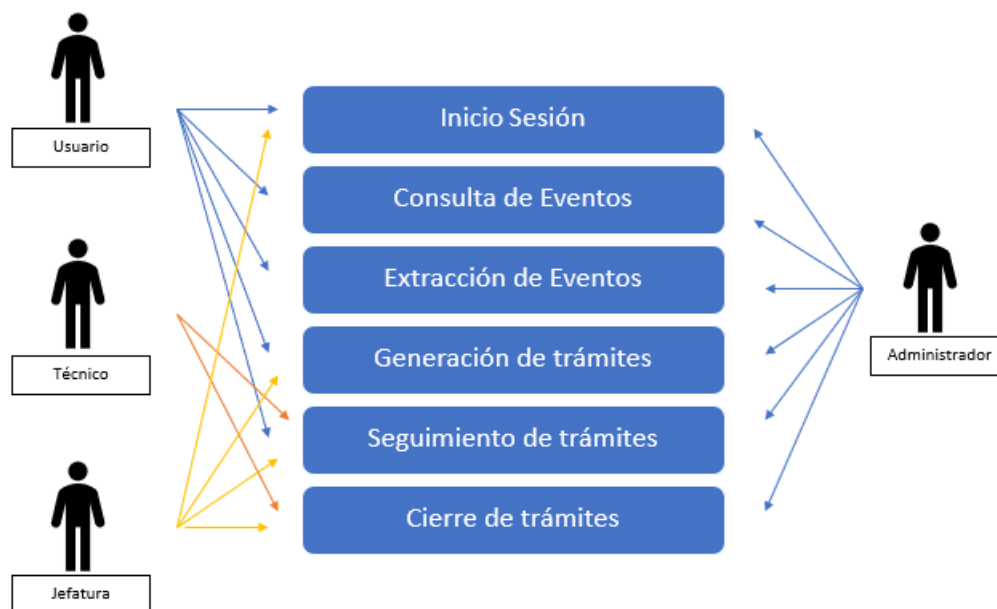 Usuario
Técnico
Jefatura
Inicio Sesión
Consulta de Eventos
Extracción de Eventos
Generación de trámites
Seguimiento de trámites
Cierre de trámites
Administrador